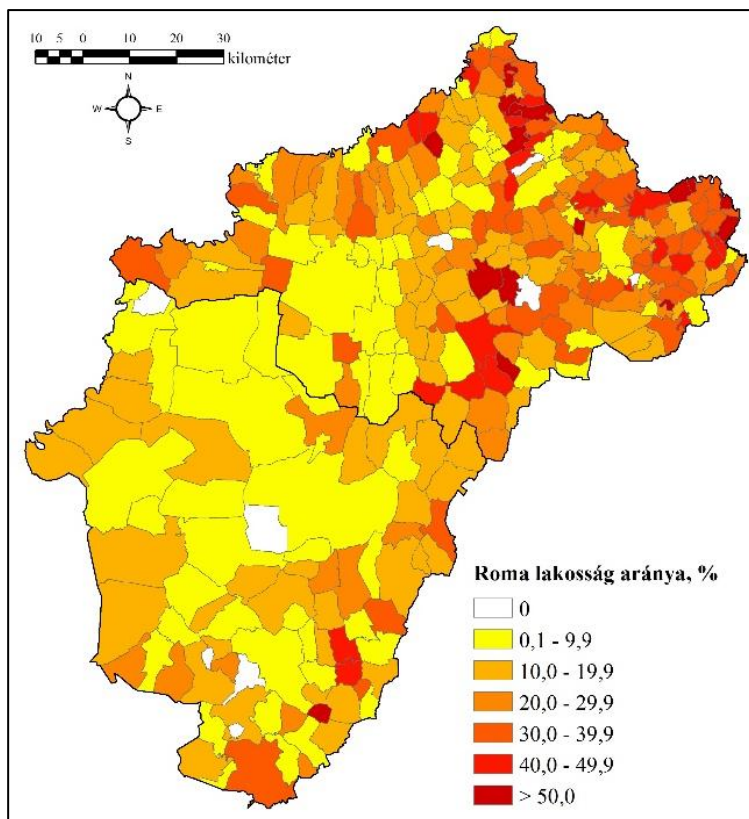 10 5 0 10 20 30
kilométer
N
W E
S
Roma lakosság aránya, %
0
0,1 - 9,9
10,0 - 19,9
20,0 - 29,9
30,0 - 39,9
40,0 - 49,9
> 50,0